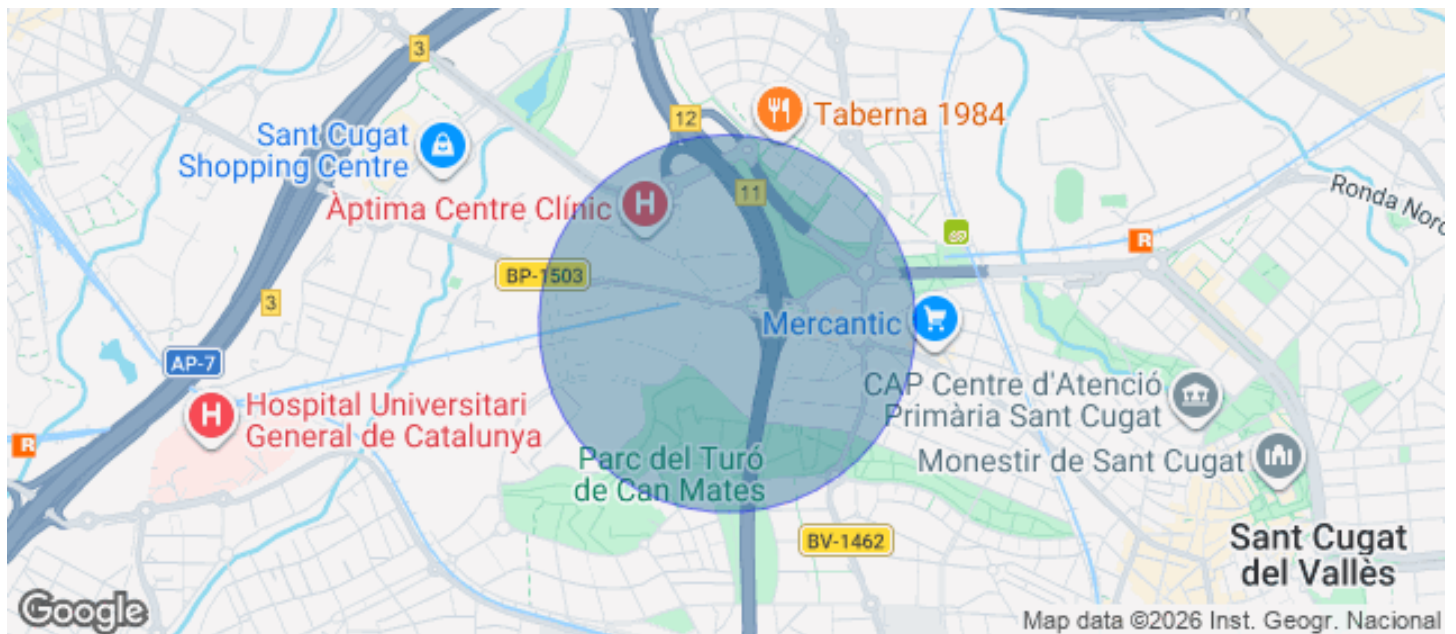 3
12
Taberna 1984
Sant Cugat
Shopping Centre
Àptima Centre Clínic
H
11
Ronda Nord
R
BP-1503
3
Mercantic
AP-7
CAP Centre d'Atenció
Primària Sant Cugat
H
Hospital Universitari
General de Catalunya
R
Parc del Turó
de Can Mates
Monestir de Sant Cugat
BV-1462
Sant Cugat
del Vallès
Google
Map data ©2026 Inst. Geogr. Nacional